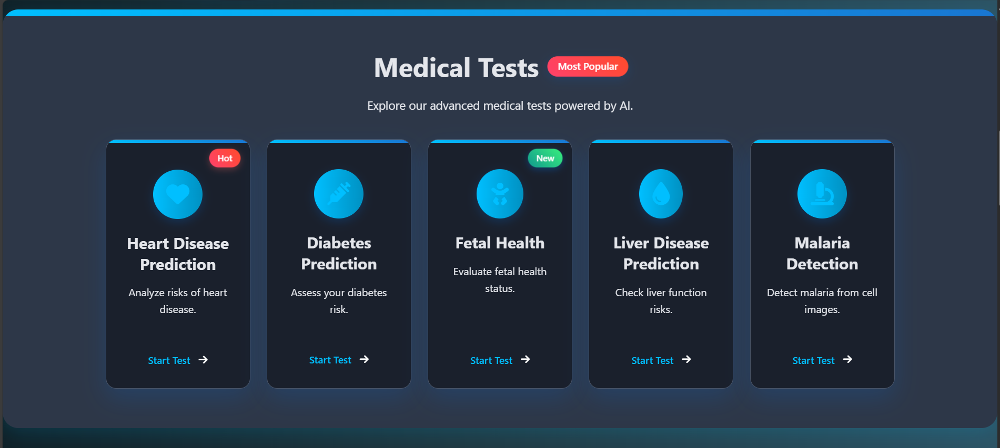 Medical Tests
Most Popular
Explore our advanced medical tests powered by AI.
Hot
Heart Disease
Prediction
Analyze risks of heart
disease.
Start Test
Diabetes
Prediction
Assess your diabetes
risk.
Start Test
New
Fetal Health
Evaluate fetal health
status.
Start Test
Liver Disease
Prediction
Check liver function
risks.
Start Test
Malaria
Detection
Detect malaria from cell
images.
Start Test